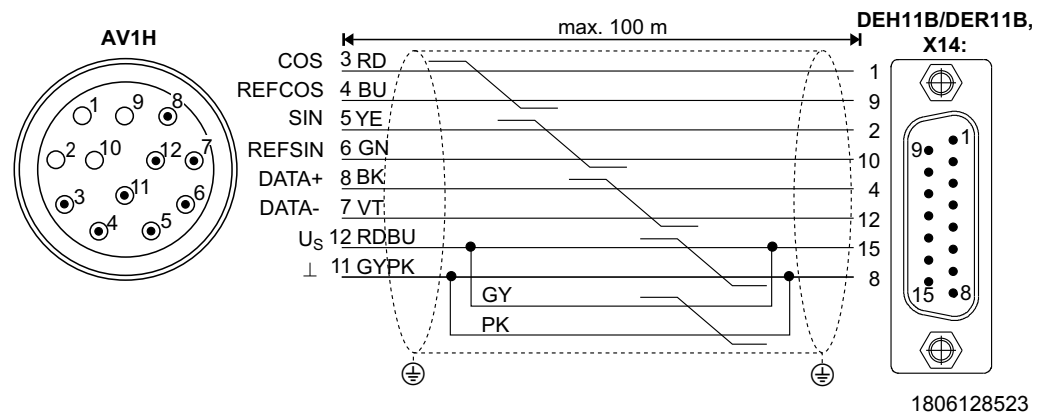 max. 100 m
DEH11B/DER11B,
X14:
AV1H
COS 3 RD 1
REFCOS 4 BU 9
SIN 5 YE 2
REFSIN 6 GN 10
DATA+ 8 BK 4
DATA- 7 VT 12
US 12 RDBU 15
⊥ 11 GYPK 8
GY
PK
1 9 8
2 10 12 7
11
3 6
4 5
1
9
15 8
1806128523